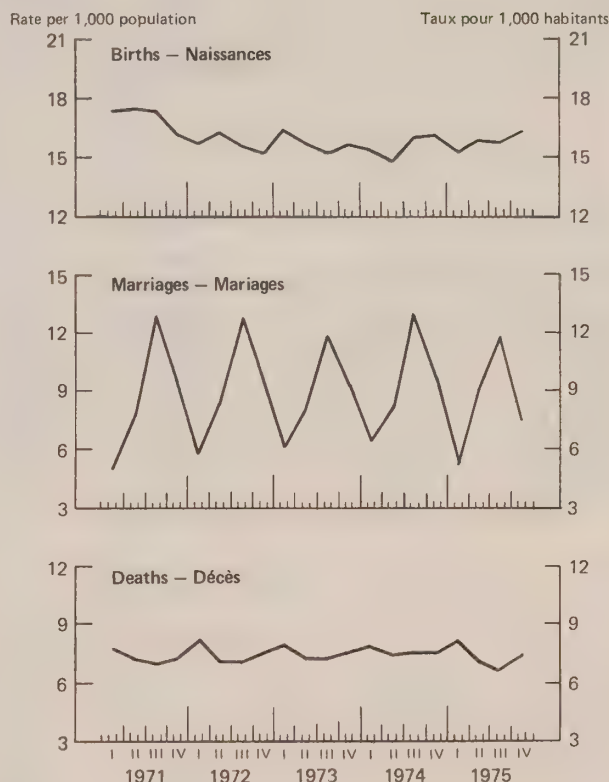 Rate per 1,000 population Taux pour 1,000 habitants
21 21
Births — Naissances
18 18
15 15
12 12
15 15
Marriages — Mariages
12 12
9 9
6 6
3 3
12 12
Deaths — Décès
9 9
6 6
3 3
I II III IV I II III IV I II III IV I II III IV I II III IV
1971 1972 1973 1974 1975